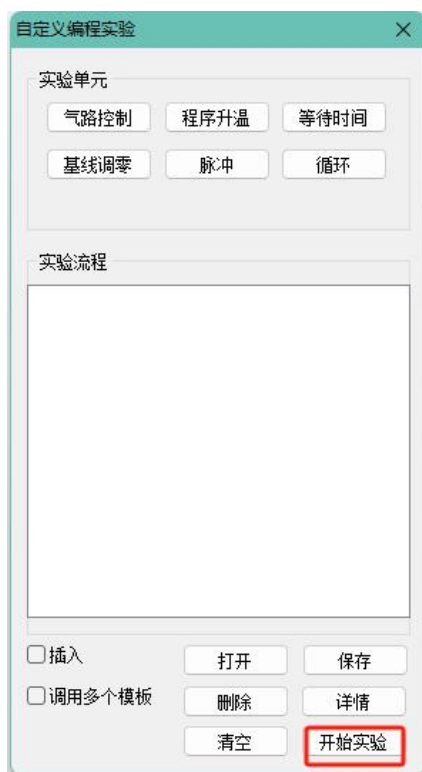 自定义编程实验
实验单元
气路控制 程序升温 等待时间
基线调零 脉冲 循环
实验流程
插入 打开 保存
调用多个模板 删除 详情
清空 开始实验